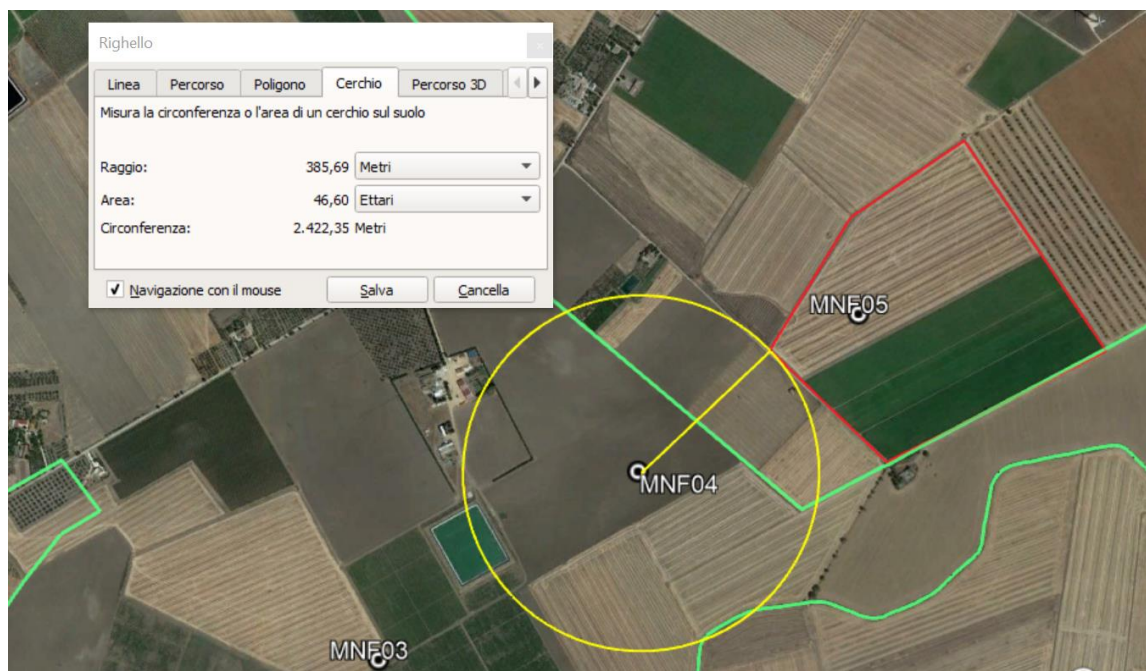 Righello
Linea Percorso Poligono Cerchio Percorso 3D
Misura la circonferenza o l'area di un cerchio sul suolo
Raggio: 385,69 Metri
Area: 46,60 Ettari
Circonferenza: 2.422,35 Metri
Navigazione con il mouse Salva Cancella
MNF05
MNF04
MNF03